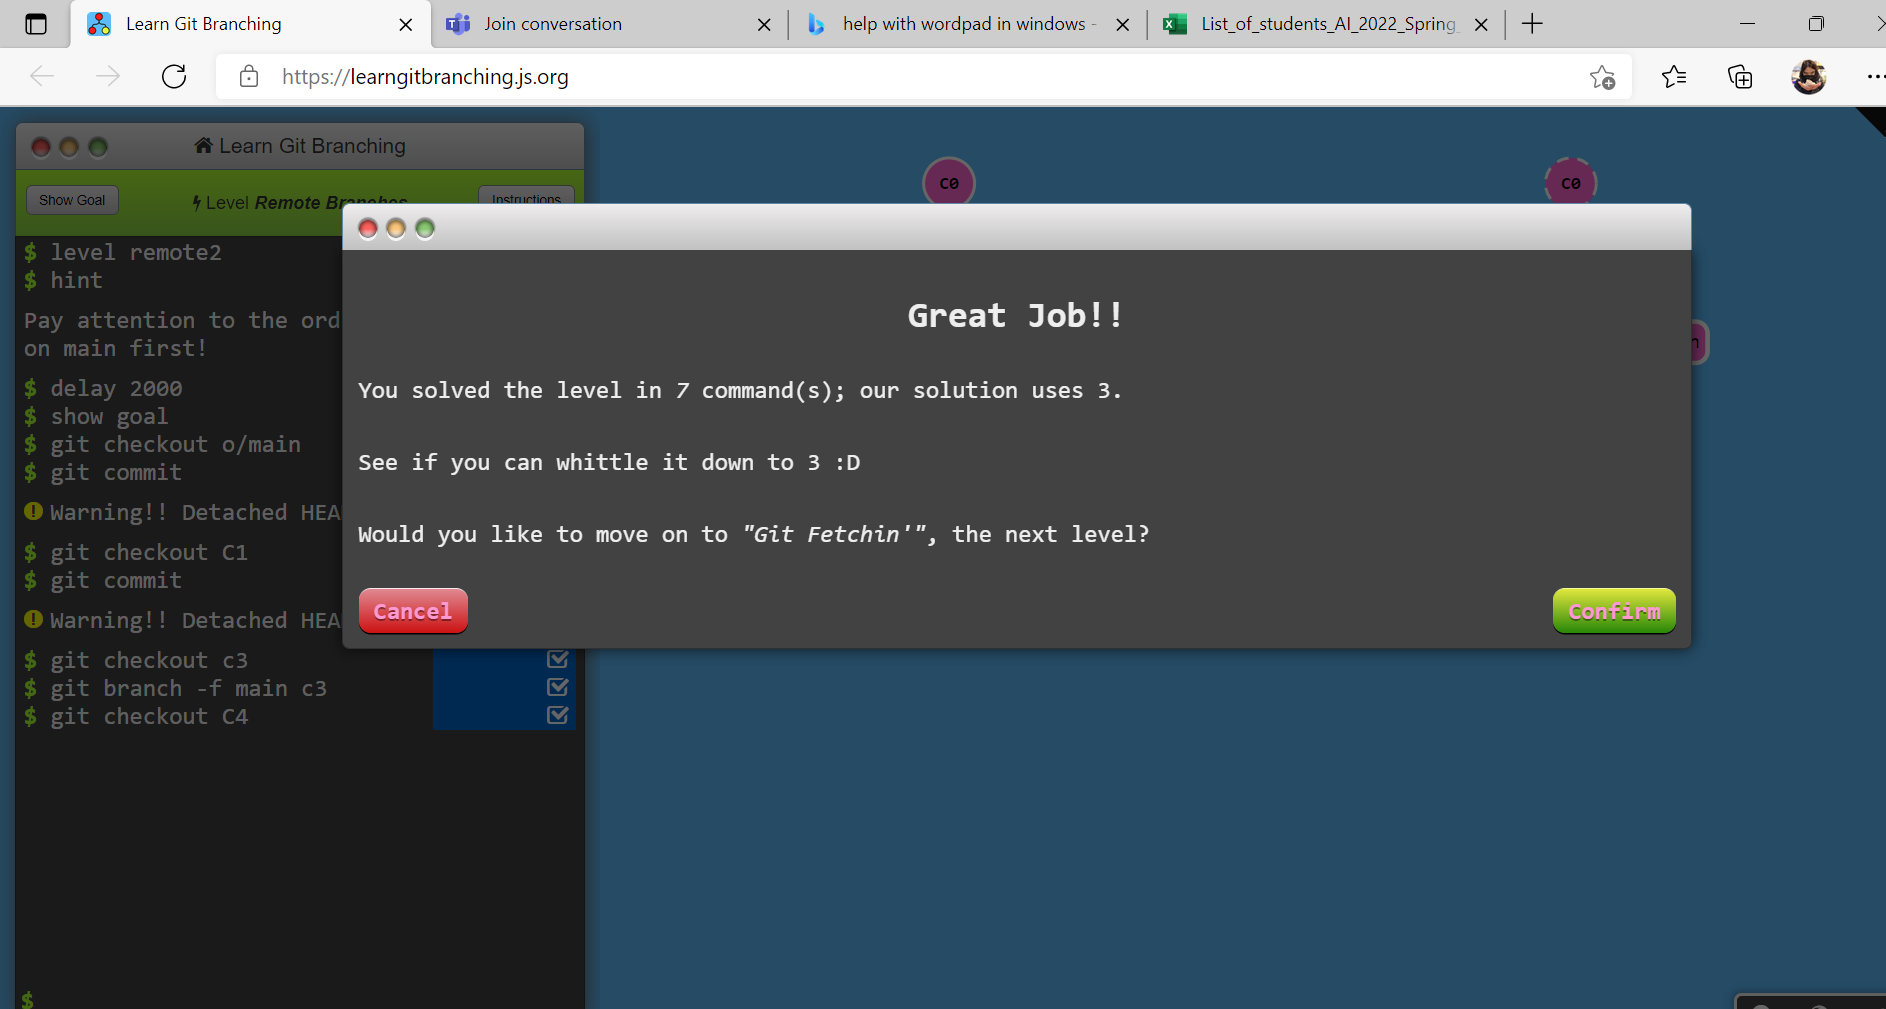 Learn Git Branching
Join conversation
help with wordpad in windows -
List_of_students_AI_2022_Spring_
https://learngitbranching.js.org
Learn Git Branching
Show Goal
Level Remote Branches
Instructions
$ level remote2
$ hint
Pay attention to the ord
on main first!
$ delay 2000
$ show goal
$ git checkout o/main
$ git commit
Warning!! Detached HEA
$ git checkout C1
$ git commit
Warning!! Detached HEA
$ git checkout c3
$ git branch -f main c3
$ git checkout C4
$
C0
C0
n
Great Job!!
You solved the level in 7 command(s); our solution uses 3.
See if you can whittle it down to 3 :D
Would you like to move on to "Git Fetchin'", the next level?
Cancel
Confirm